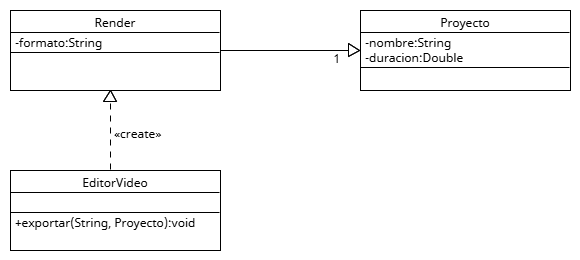 Render
-formato:String
Proyecto
-nombre:String
-duracion:Double
1
«create»
EditorVideo
+exportar(String, Proyecto):void